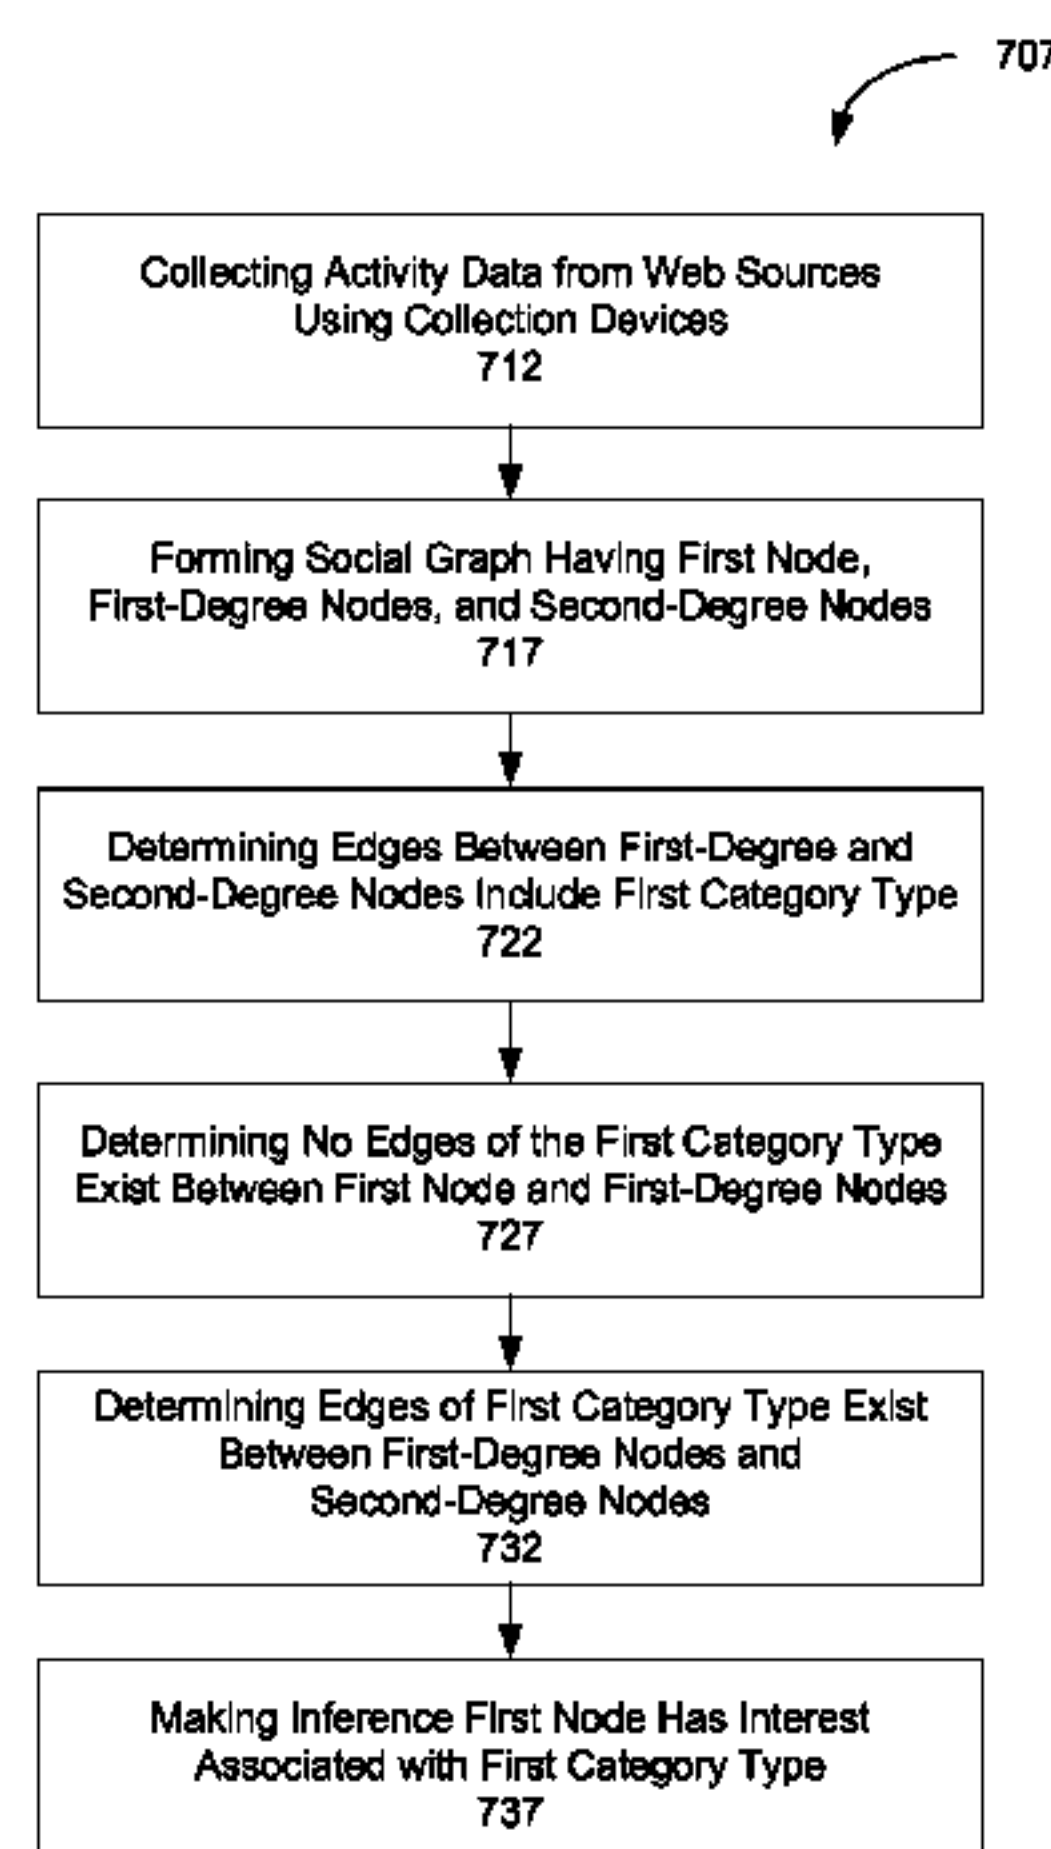 707
Collecting Activity Data from Web Sources
Using Collection Devices
712
Forming Social Graph Having First Node,
First-Degree Nodes, and Second-Degree Nodes
717
Determining Edges Between First-Degree and
Second-Degree Nodes Include First Category Type
722
Determining No Edges of the First Category Type
Exist Between First Node and First-Degree Nodes
727
Determining Edges of First Category Type Exist
Between First-Degree Nodes and
Second-Degree Nodes
732
Making Inference First Node Has Interest
Associated with First Category Type
737